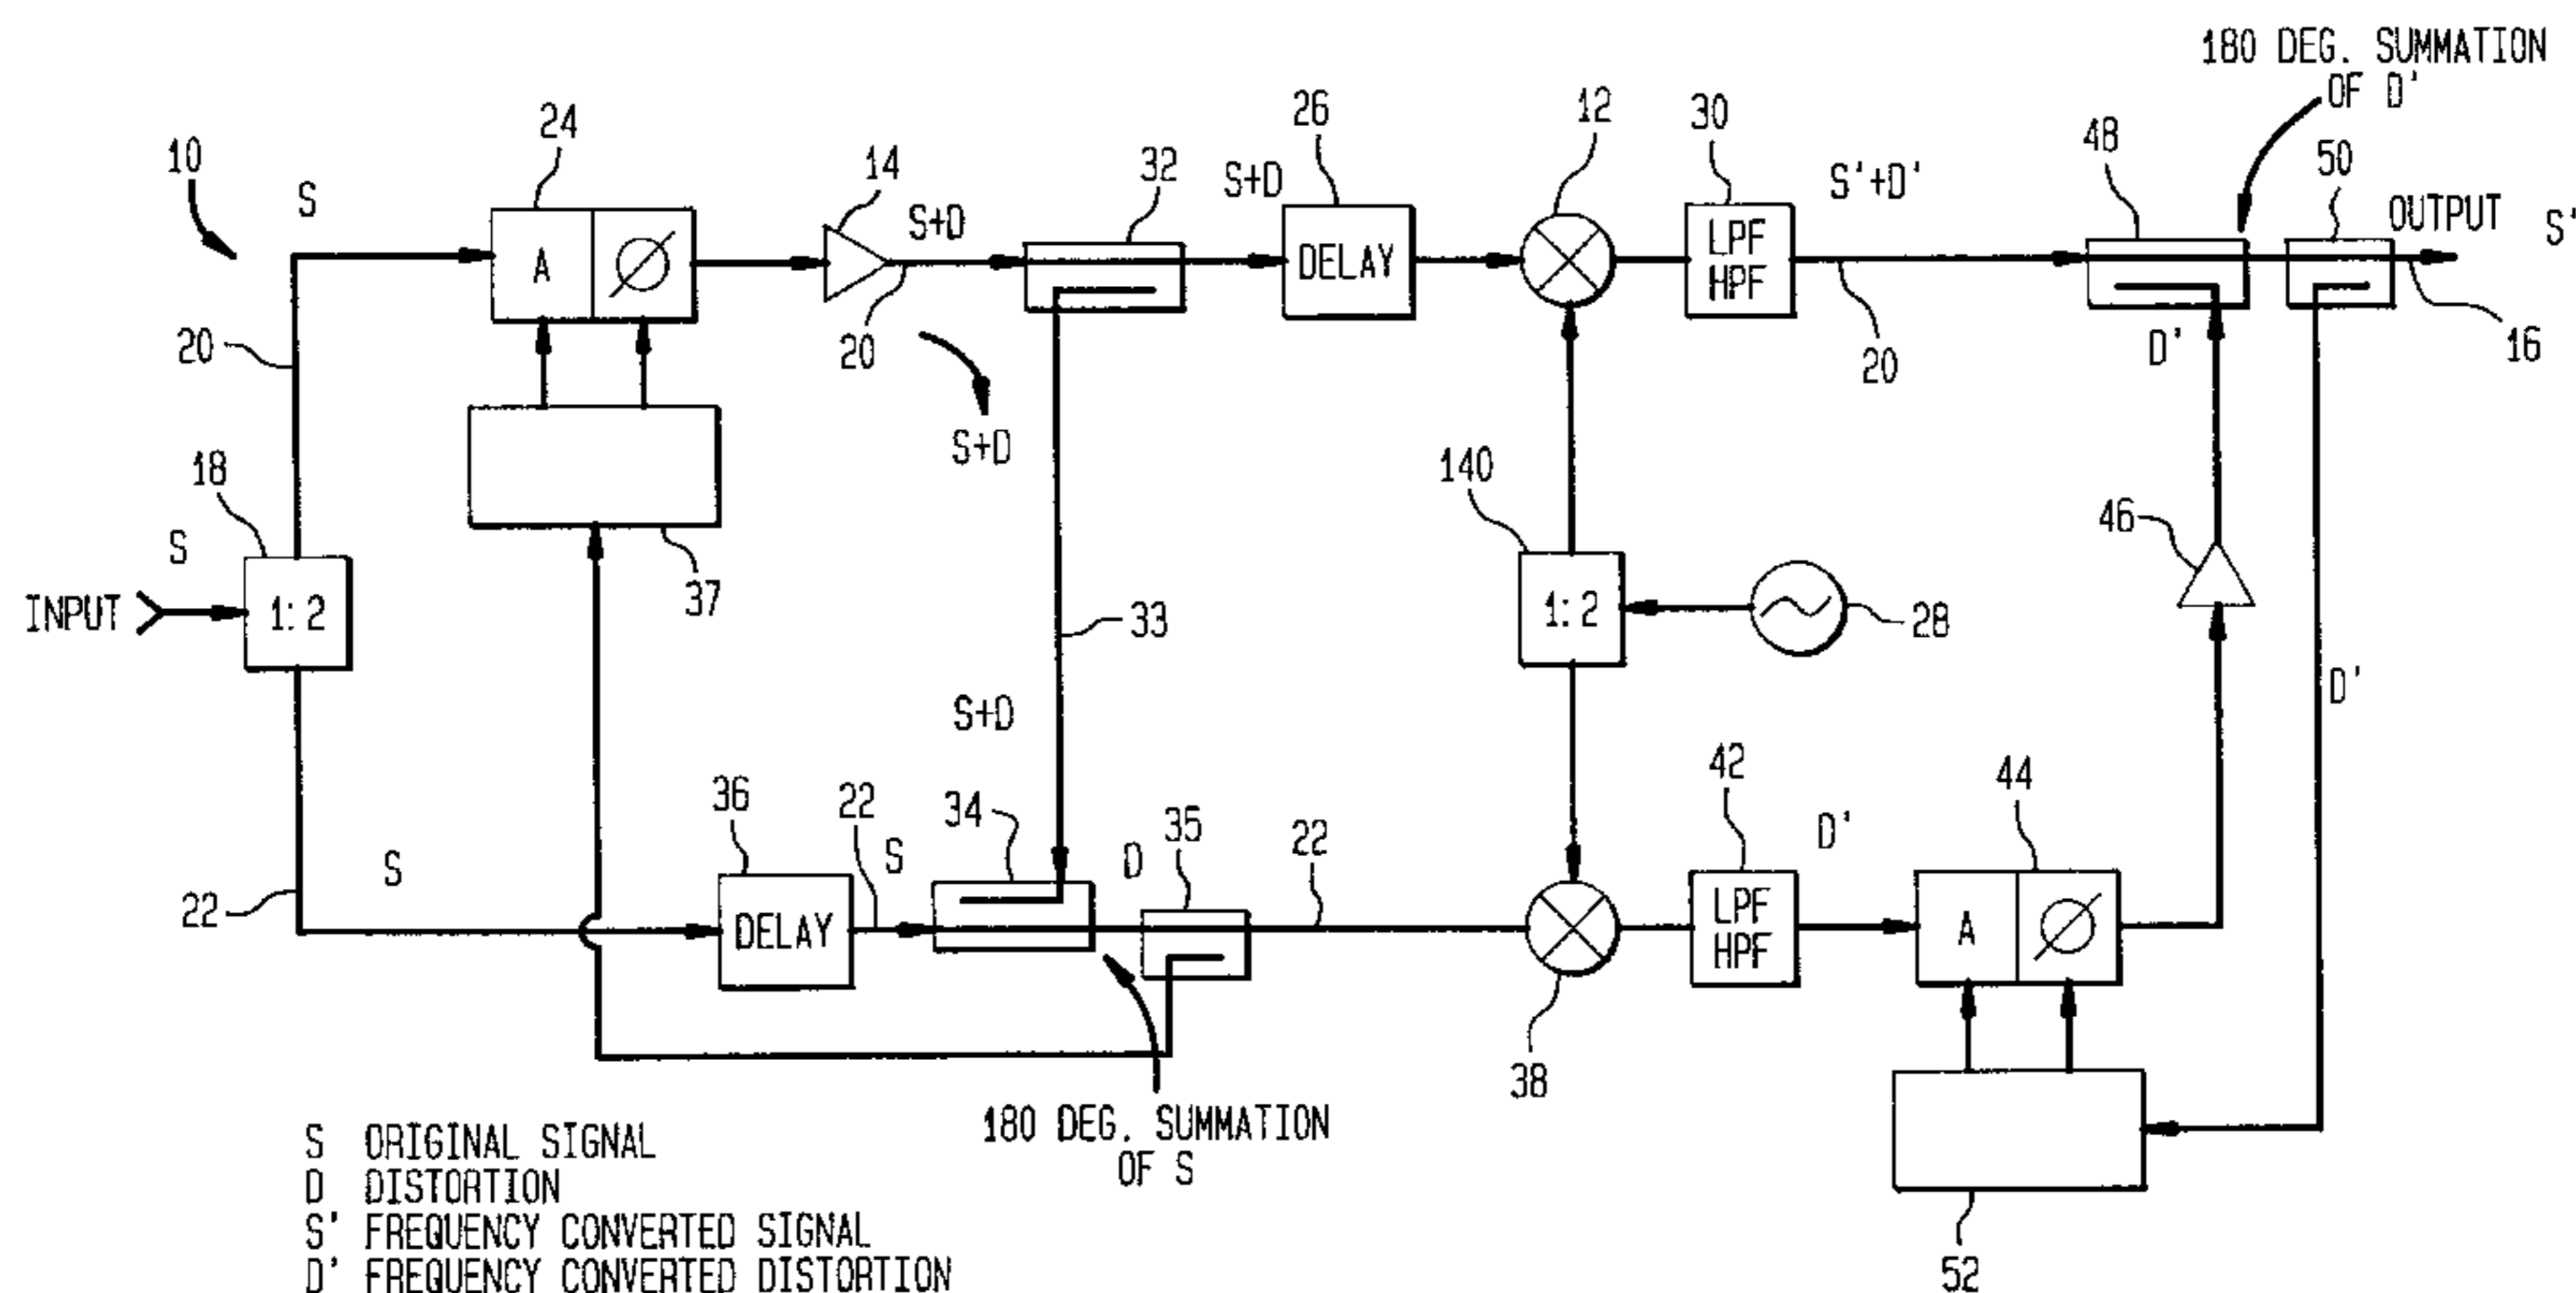 180 DEG. SUMMATION
OF D'
10
S
24
14
S+D
32
S+D
26
12
30
S'+D'
48
50
OUTPUT S'
A Ø
DELAY
LPF
HPF
20
20
S+D
20
D'
16
18
S
37
33
140
46
INPUT
1:2
1:2
28
S+D
D'
36
22
S
34
D
35
22
42
D'
44
S
22
DELAY
LPF
HPF
A Ø
38
180 DEG. SUMMATION
OF S
52
S ORIGINAL SIGNAL
D DISTORTION
S' FREQUENCY CONVERTED SIGNAL
D' FREQUENCY CONVERTED DISTORTION